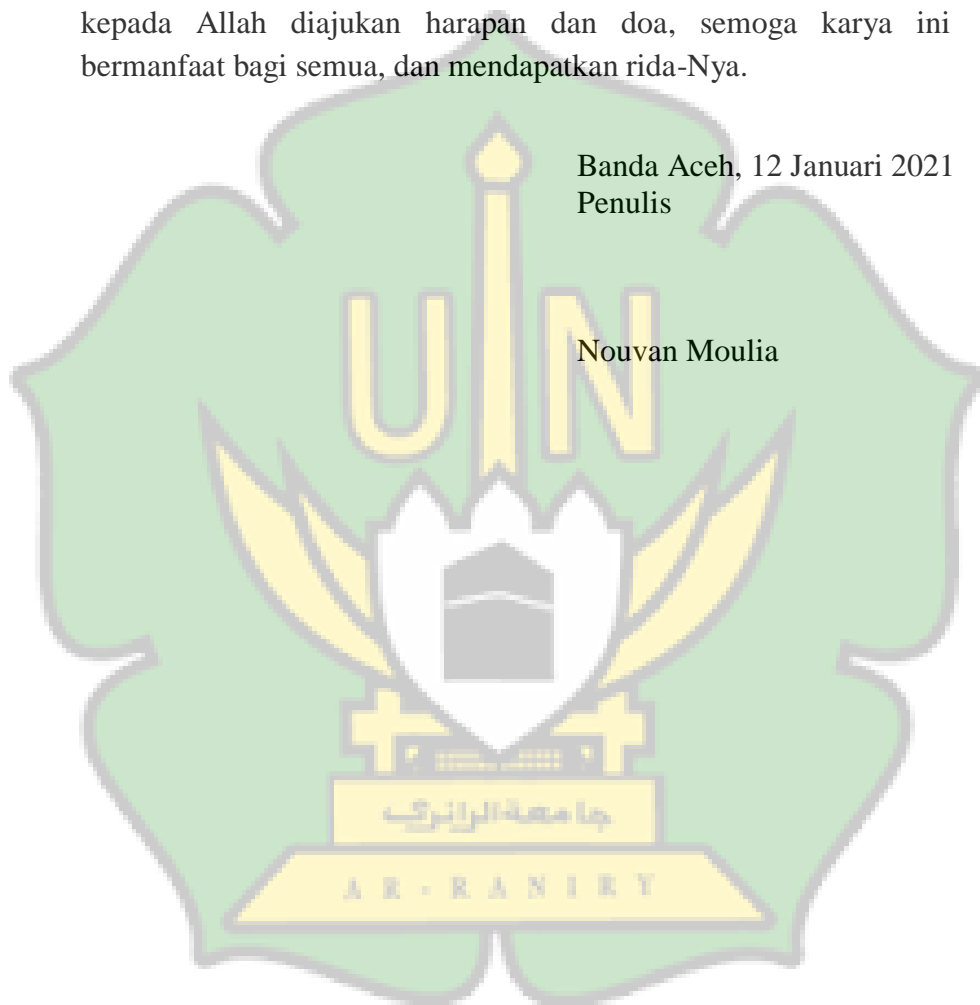 kepada Allah diajukan harapan dan doa, semoga karya ini
bermanfaat bagi semua, dan mendapatkan rida-Nya.
Banda Aceh, 12 Januari 2021
Penulis
Nouvan Moulia
UIN
جامعة الرانري
AR-RANIRY